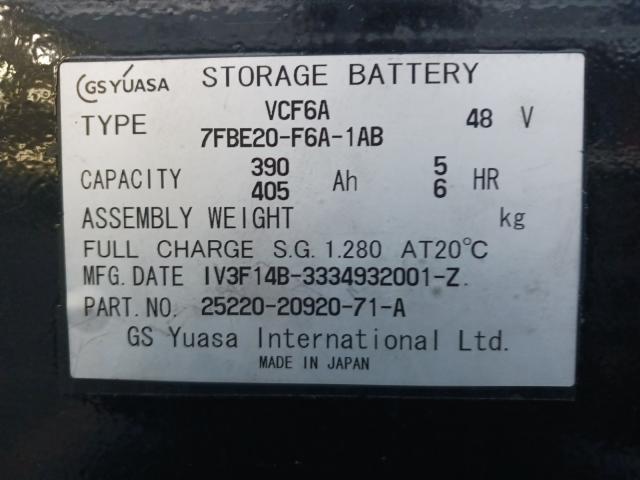 GS YUASA STORAGE BATTERY
TYPE VCF6A 48 V
7FBE20-F6A-1AB
CAPACITY 390 Ah 5 HR
405 6
ASSEMBLY WEIGHT kg
FULL CHARGE S.G. 1.280 AT20℃
MFG. DATE IV3F14B-3334932001-Z.
PART. NO. 25220-20920-71-A
GS Yuasa International Ltd.
MADE IN JAPAN